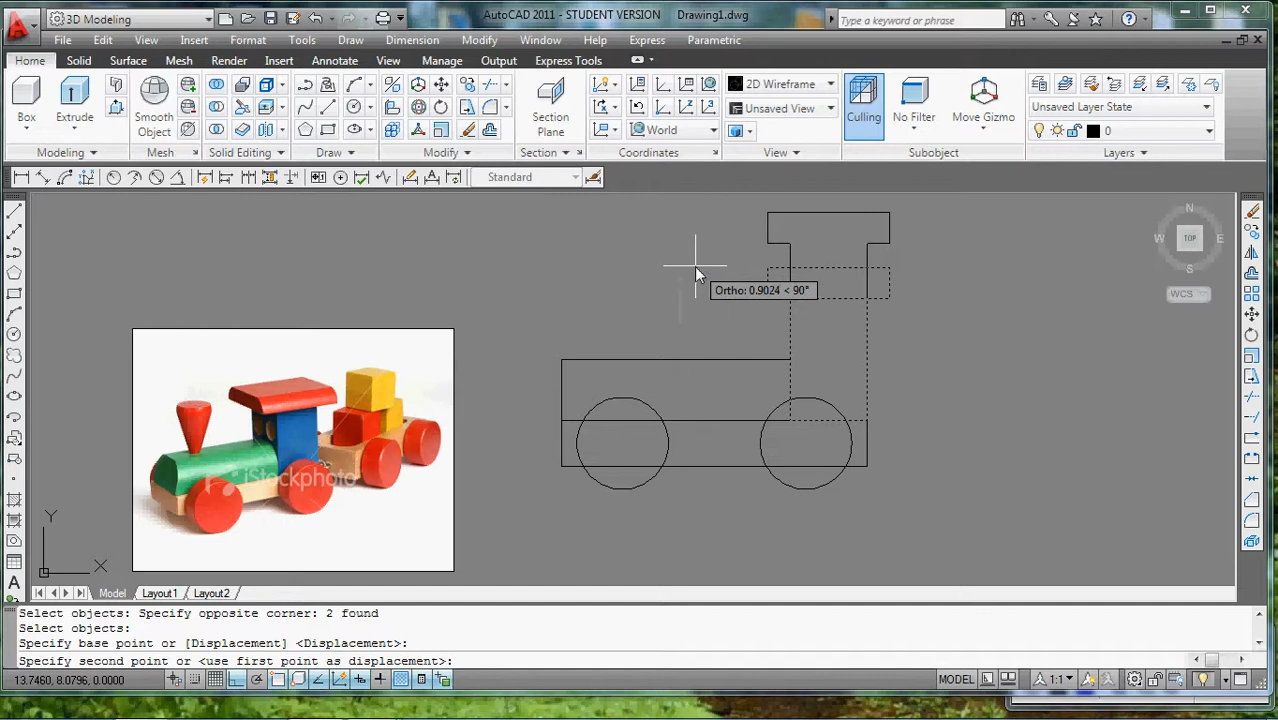 3D Modeling
AutoCAD 2011 - STUDENT VERSION Drawing1.dwg
Type a keyword or phrase
File Edit View Insert Format Tools Draw Dimension Modify Window Help Express Parametric
Home Solid Surface Mesh Render Insert Annotate View Manage Output Express Tools
Box Extrude Smooth Object Section Plane Culling No Filter Move Gizmo
2D Wireframe
Unsaved View
World
Unsaved Layer State
0
Modeling Mesh Solid Editing Draw Modify Section Coordinates View Subobject Layers
Standard
N
W TOP E
S
WCS
Ortho: 0.9024 < 90°
iStockphoto
Y
X
Model Layout1 Layout2
Select objects: Specify opposite corner: 2 found
Select objects:
Specify base point or [Displacement] <Displacement>:
Specify second point or <use first point as displacement>:
13.7460, 8.0796, 0.0000
MODEL
1:1